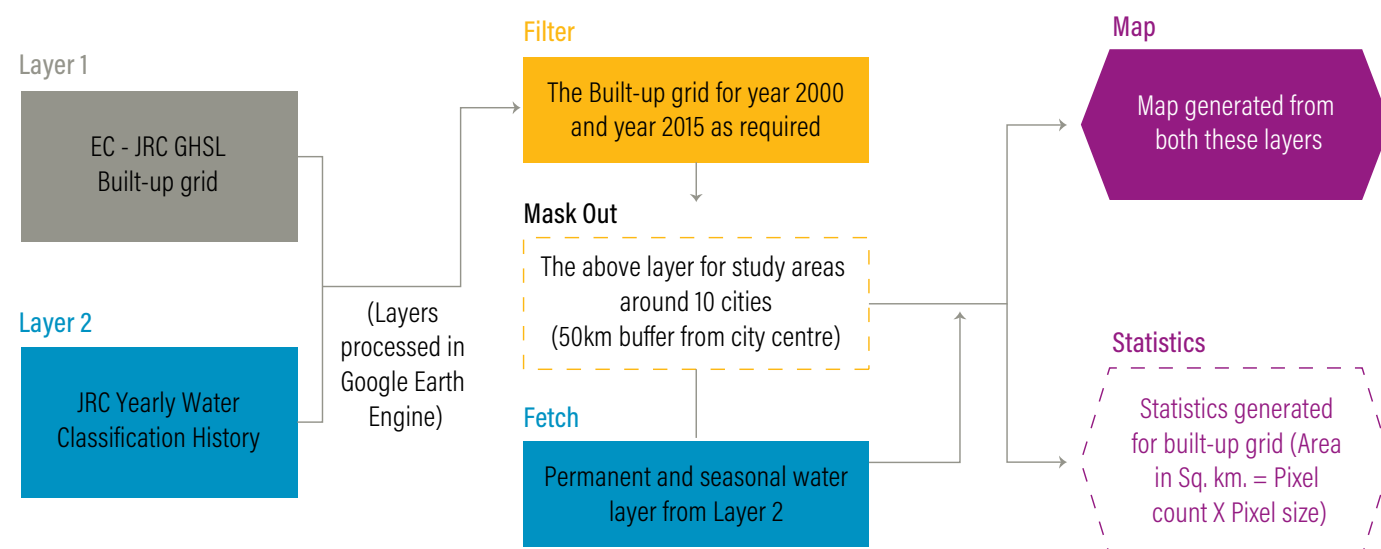 Layer 1
EC - JRC GHSL
Built-up grid
Layer 2
JRC Yearly Water
Classification History
(Layers
processed in
Google Earth
Engine)
Filter
The Built-up grid for year 2000
and year 2015 as required
Mask Out
The above layer for study areas
around 10 cities
(50km buffer from city centre)
Fetch
Permanent and seasonal water
layer from Layer 2
Map
Map generated from
both these layers
Statistics
Statistics generated
for built-up grid (Area
in Sq. km. = Pixel
count X Pixel size)